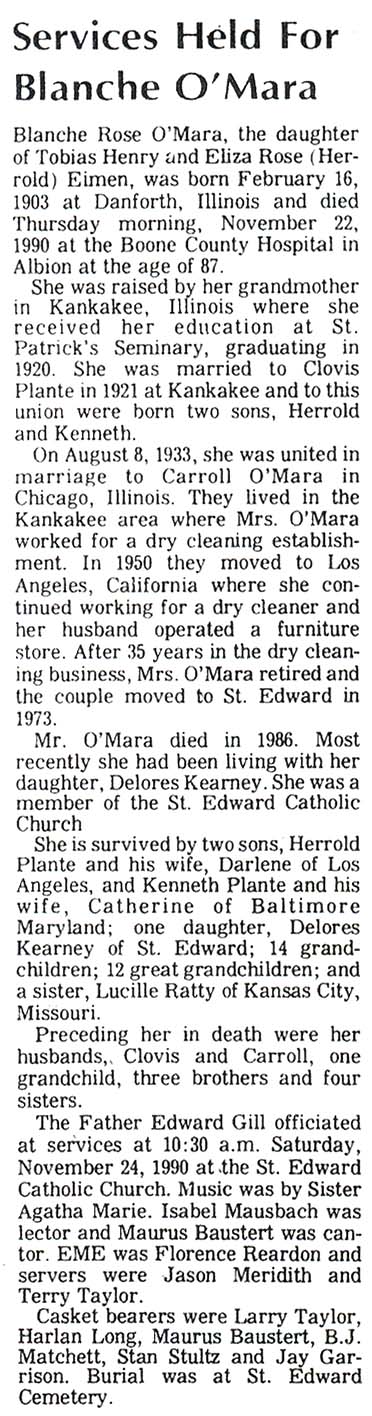 Services Held For
Blanche O'Mara
Blanche Rose O'Mara, the daughter
of Tobias Henry and Eliza Rose (Her-
rold) Eimen, was born February 16,
1903 at Danforth, Illinois and died
Thursday morning, November 22,
1990 at the Boone County Hospital in
Albion at the age of 87.
She was raised by her grandmother
in Kankakee, Illinois where she
received her education at St.
Patrick's Seminary, graduating in
1920. She was married to Clovis
Plante in 1921 at Kankakee and to this
union were born two sons, Herrold
and Kenneth.
On August 8, 1933, she was united in
marriage to Carroll O'Mara in
Chicago, Illinois. They lived in the
Kankakee area where Mrs. O'Mara
worked for a dry cleaning establish-
ment. In 1950 they moved to Los
Angeles, California where she con-
tinued working for a dry cleaner and
her husband operated a furniture
store. After 35 years in the dry clean-
ing business, Mrs. O'Mara retired and
the couple moved to St. Edward in
1973.
Mr. O'Mara died in 1986. Most
recently she had been living with her
daughter, Delores Kearney. She was a
member of the St. Edward Catholic
Church
She is survived by two sons, Herrold
Plante and his wife, Darlene of Los
Angeles, and Kenneth Plante and his
wife, Catherine of Baltimore
Maryland; one daughter, Delores
Kearney of St. Edward; 14 grand-
children; 12 great grandchildren; and
a sister, Lucille Ratty of Kansas City,
Missouri.
Preceding her in death were her
husbands, Clovis and Carroll, one
grandchild, three brothers and four
sisters.
The Father Edward Gill officiated
at services at 10:30 a.m. Saturday,
November 24, 1990 at the St. Edward
Catholic Church. Music was by Sister
Agatha Marie. Isabel Mausbach was
lector and Maurus Baustert was can-
tor. EME was Florence Reardon and
servers were Jason Meridith and
Terry Taylor.
Casket bearers were Larry Taylor,
Harlan Long, Maurus Baustert, B.J.
Matchett, Stan Stultz and Jay Gar-
rison. Burial was at St. Edward
Cemetery.